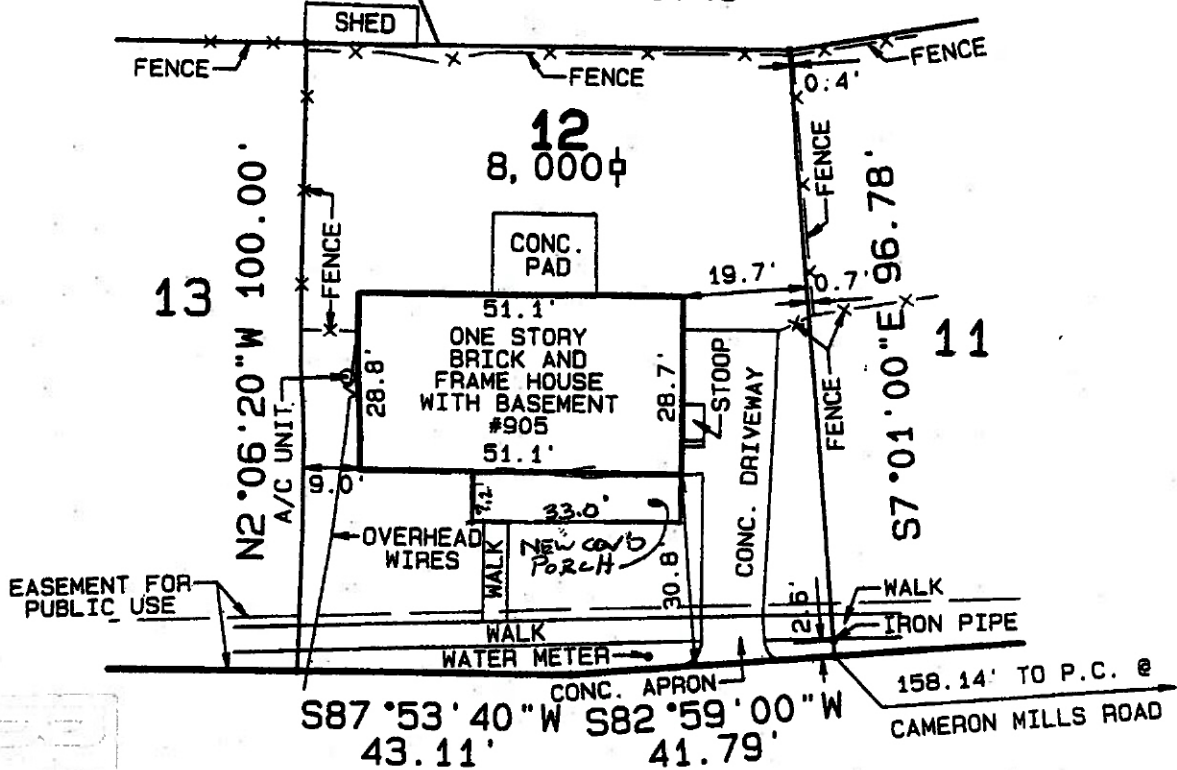 SHED
FENCE
FENCE
FENCE
0.4'
12
8,000
FENCE
N2°06'20"W 100.00'
13
FENCE
CONC.
PAD
19.7'
0.7'
S7°01'00"E 96.78'
11
51.1'
ONE STORY
BRICK AND
FRAME HOUSE
WITH BASEMENT
#905
51.1'
28.8'
28.7'
STOOP
CONC. DRIVEWAY
FENCE
A/C UNIT
9.0'
33.0'
NEW COV'D
PORCH
OVERHEAD
WIRES
WALK
30.8
EASEMENT FOR
PUBLIC USE
WALK
2.6'
WALK
IRON PIPE
WATER METER
CONC. APRON
158.14' TO P.C. @
CAMERON MILLS ROAD
S87°53'40"W S82°59'00"W
43.11' 41.79'